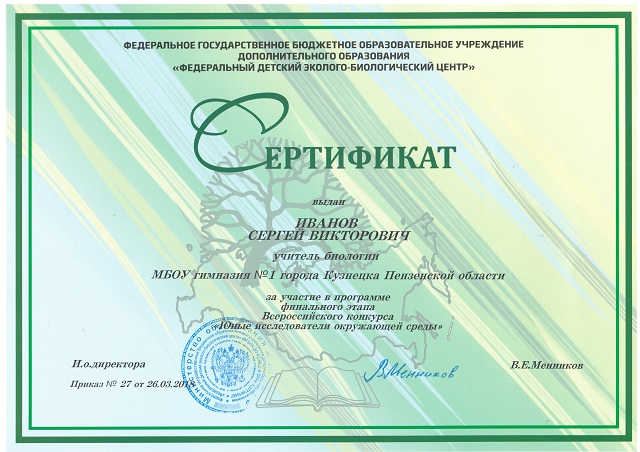 ФЕДЕРАЛЬНОЕ ГОСУДАРСТВЕННОЕ БЮДЖЕТНОЕ ОБРАЗОВАТЕЛЬНОЕ УЧРЕЖДЕНИЕ
ДОПОЛНИТЕЛЬНОГО ОБРАЗОВАНИЯ
«ФЕДЕРАЛЬНЫЙ ДЕТСКИЙ ЭКОЛОГО-БИОЛОГИЧЕСКИЙ ЦЕНТР»
СЕРТИФИКАТ
выдан
ИВАНОВ
СЕРГЕЙ ВИКТОРОВИЧ
учитель биологии
МБОУ гимназия №1 города Кузнецка Пензенской области
за участие в программе
финального этапа
Всероссийского конкурса
«Юные исследователи окружающей среды»
И.о.директора
В.Менников
В.Е.Менников
Приказ № 27 от 26.03.2018
Министерство